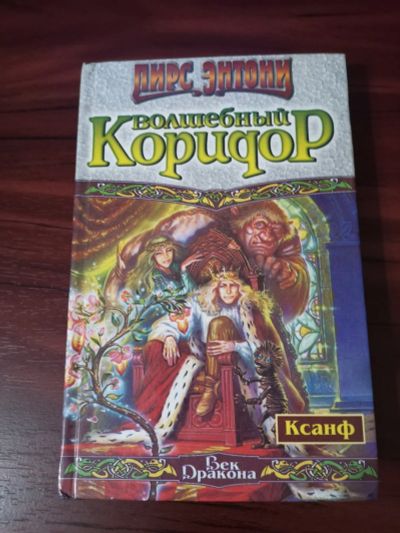 ПИРС ЭНТОНИ
Волшебный
Коридор
Ксанф
Век
Дракона